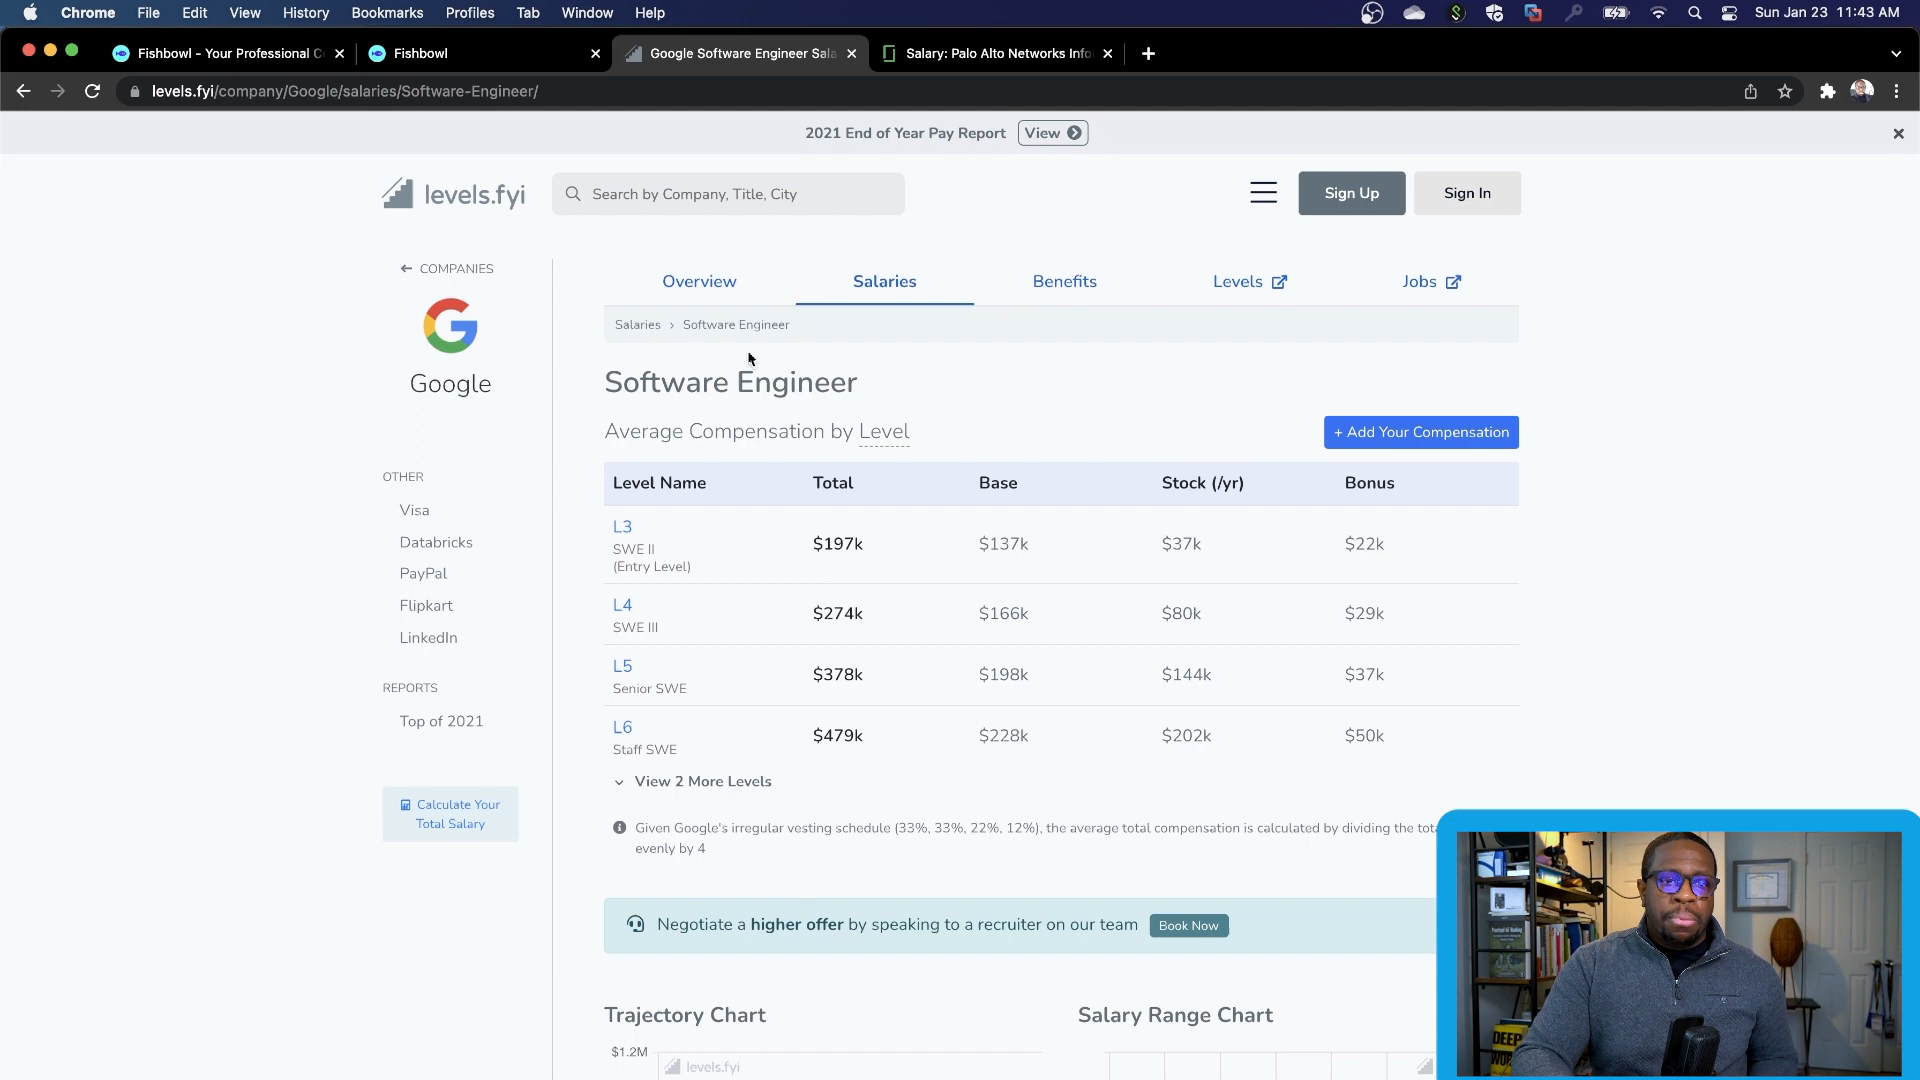 Chrome File Edit View History Bookmarks Profiles Tab Window Help Sun Jan 23 11:43 AM
Fishbowl - Your Professional C Fishbowl Google Software Engineer Sala Salary: Palo Alto Networks Info
levels.fyi/company/Google/salaries/Software-Engineer/
2021 End of Year Pay Report View
levels.fyi Search by Company, Title, City Sign Up Sign In
COMPANIES
Google
OTHER
Visa
Databricks
PayPal
Flipkart
LinkedIn
REPORTS
Top of 2021
Calculate Your
Total Salary
Overview Salaries Benefits Levels Jobs
Salaries › Software Engineer
Software Engineer
Average Compensation by Level
+ Add Your Compensation
Level Name Total Base Stock (/yr) Bonus
L3
SWE II
(Entry Level)
$197k $137k $37k $22k
L4
SWE III
$274k $166k $80k $29k
L5
Senior SWE
$378k $198k $144k $37k
L6
Staff SWE
$479k $228k $202k $50k
View 2 More Levels
Given Google's irregular vesting schedule (33%, 33%, 22%, 12%), the average total compensation is calculated by dividing the tota
evenly by 4
Negotiate a higher offer by speaking to a recruiter on our team Book Now
Trajectory Chart Salary Range Chart
$1.2M
levels.fyi
DEEP